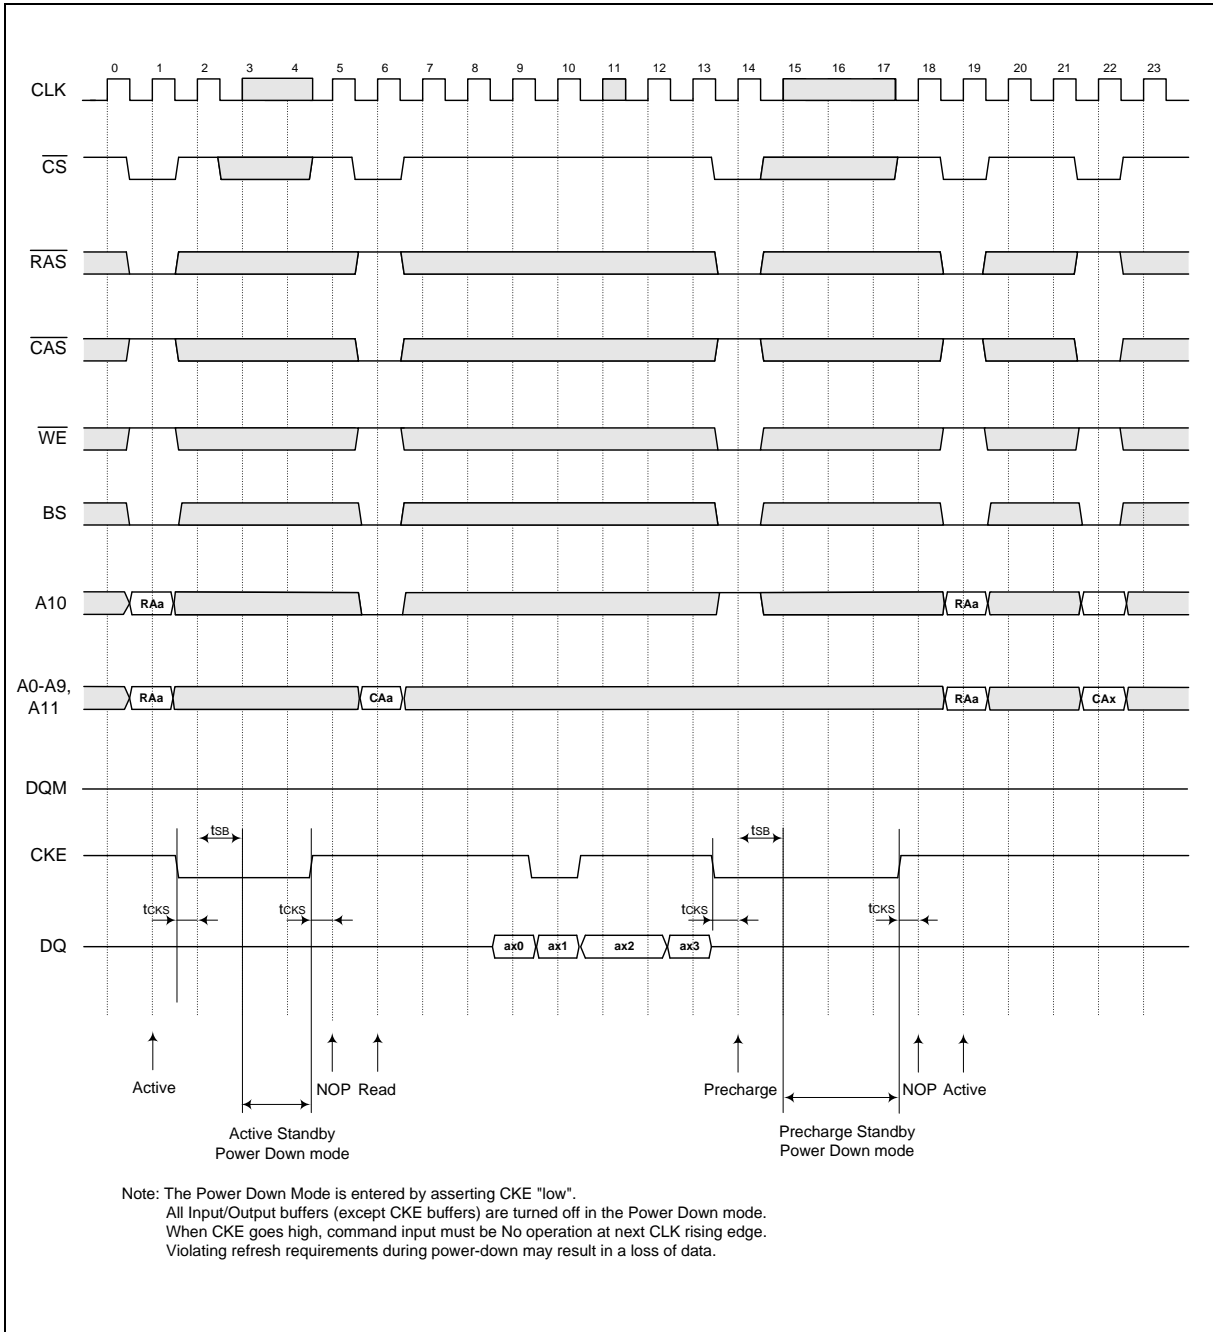 0 1 2 3 4 5 6 7 8 9 10 11 12 13 14 15 16 17 18 19 20 21 22 23
CLK
CS
RAS
CAS
WE
BS
A10 RAa RAa
A0-A9,
A11 RAa CAa RAa CAx
DQM
tSB tSB
CKE
tCKS tCKS tCKS tCKS
DQ ax0 ax1 ax2 ax3
Active NOP Read Precharge NOP Active
Active Standby
Power Down mode
Precharge Standby
Power Down mode
Note: The Power Down Mode is entered by asserting CKE "low".
All Input/Output buffers (except CKE buffers) are turned off in the Power Down mode.
When CKE goes high, command input must be No operation at next CLK rising edge.
Violating refresh requirements during power-down may result in a loss of data.